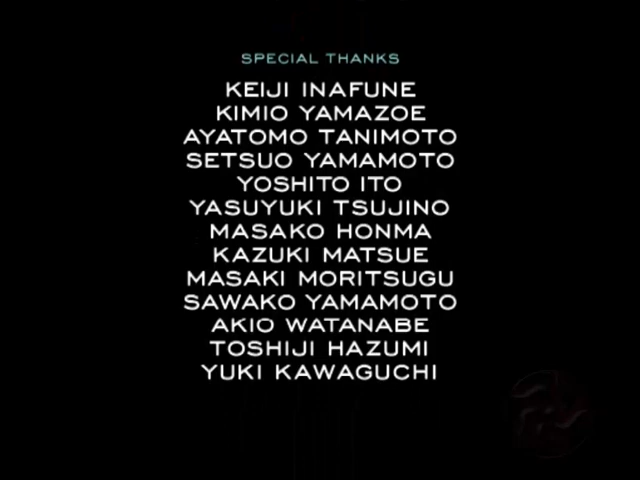 SPECIAL THANKS
KEIJI INAFUNE
KIMIO YAMAZOE
AYATOMO TANIMOTO
SETSUO YAMAMOTO
YOSHITO ITO
YASUYUKI TSUJINO
MASAKO HONMA
KAZUKI MATSUE
MASAKI MORITSUGU
SAWAKO YAMAMOTO
AKIO WATANABE
TOSHIJI HAZUMI
YUKI KAWAGUCHI